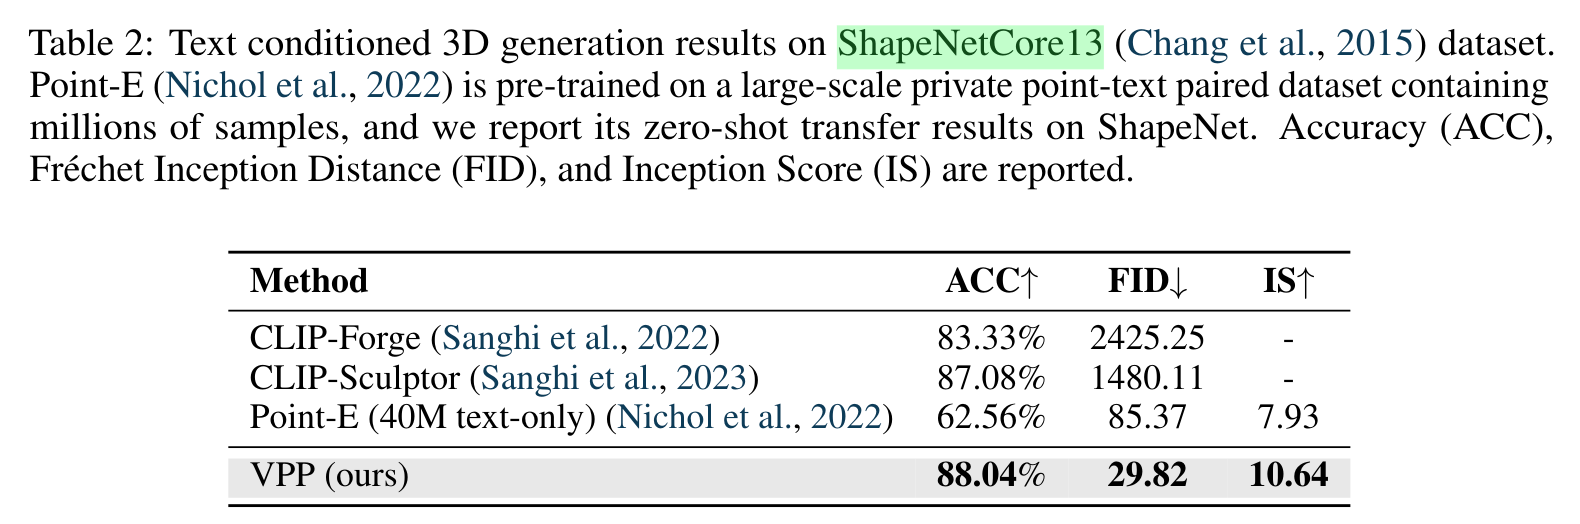 Table 2: Text conditioned 3D generation results on ShapeNetCore13 (Chang et al., 2015) dataset.
Point-E (Nichol et al., 2022) is pre-trained on a large-scale private point-text paired dataset containing
millions of samples, and we report its zero-shot transfer results on ShapeNet. Accuracy (ACC),
Fréchet Inception Distance (FID), and Inception Score (IS) are reported.
Method ACC↑ FID↓ IS↑
CLIP-Forge (Sanghi et al., 2022) 83.33% 2425.25 -
CLIP-Sculptor (Sanghi et al., 2023) 87.08% 1480.11 -
Point-E (40M text-only) (Nichol et al., 2022) 62.56% 85.37 7.93
VPP (ours) 88.04% 29.82 10.64